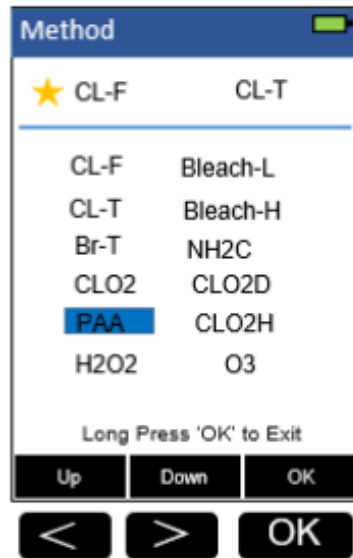 Method
CL-F CL-T
CL-F Bleach-L
CL-T Bleach-H
Br-T NH2C
CLO2 CLO2D
PAA CLO2H
H2O2 O3
Long Press 'OK' to Exit
Up Down OK
< > OK